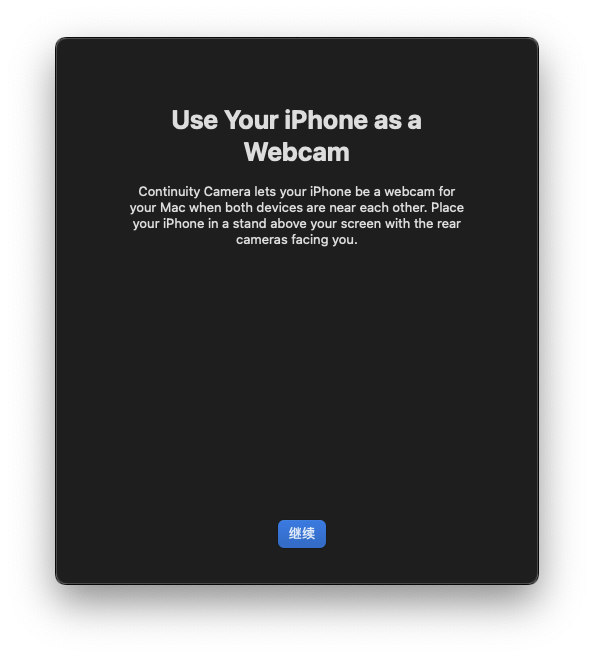 Use Your iPhone as a
Webcam
Continuity Camera lets your iPhone be a webcam for
your Mac when both devices are near each other. Place
your iPhone in a stand above your screen with the rear
cameras facing you.
继续